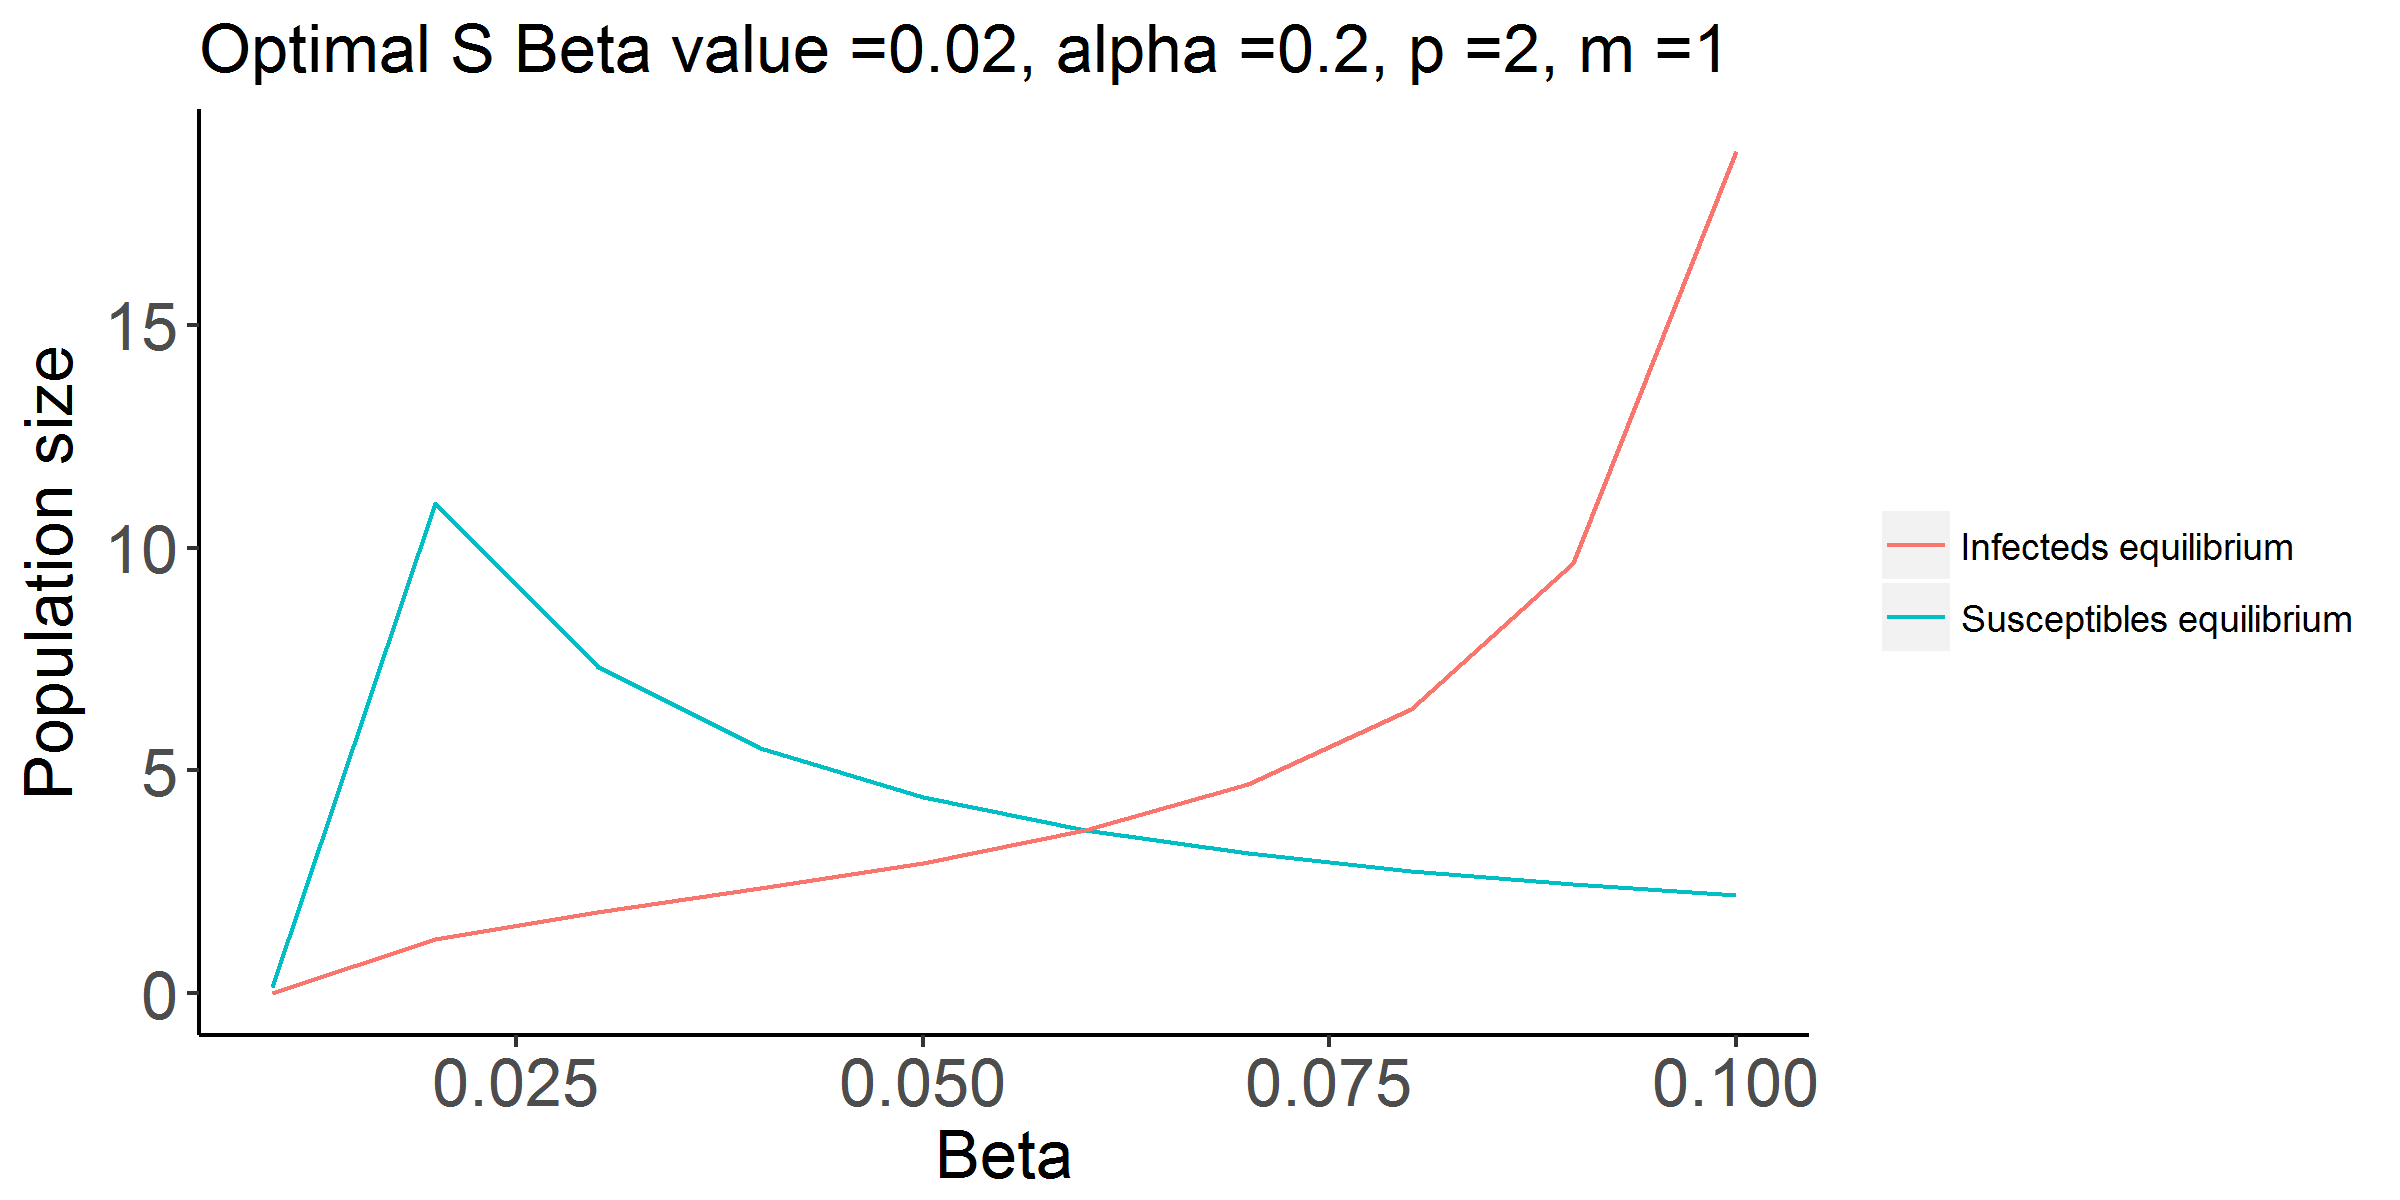 Optimal S Beta value =0.02, alpha =0.2, p =2, m =1
Population size
15
10
5
0
0.025 0.050 0.075 0.100
Beta
Infecteds equilibrium
Susceptibles equilibrium